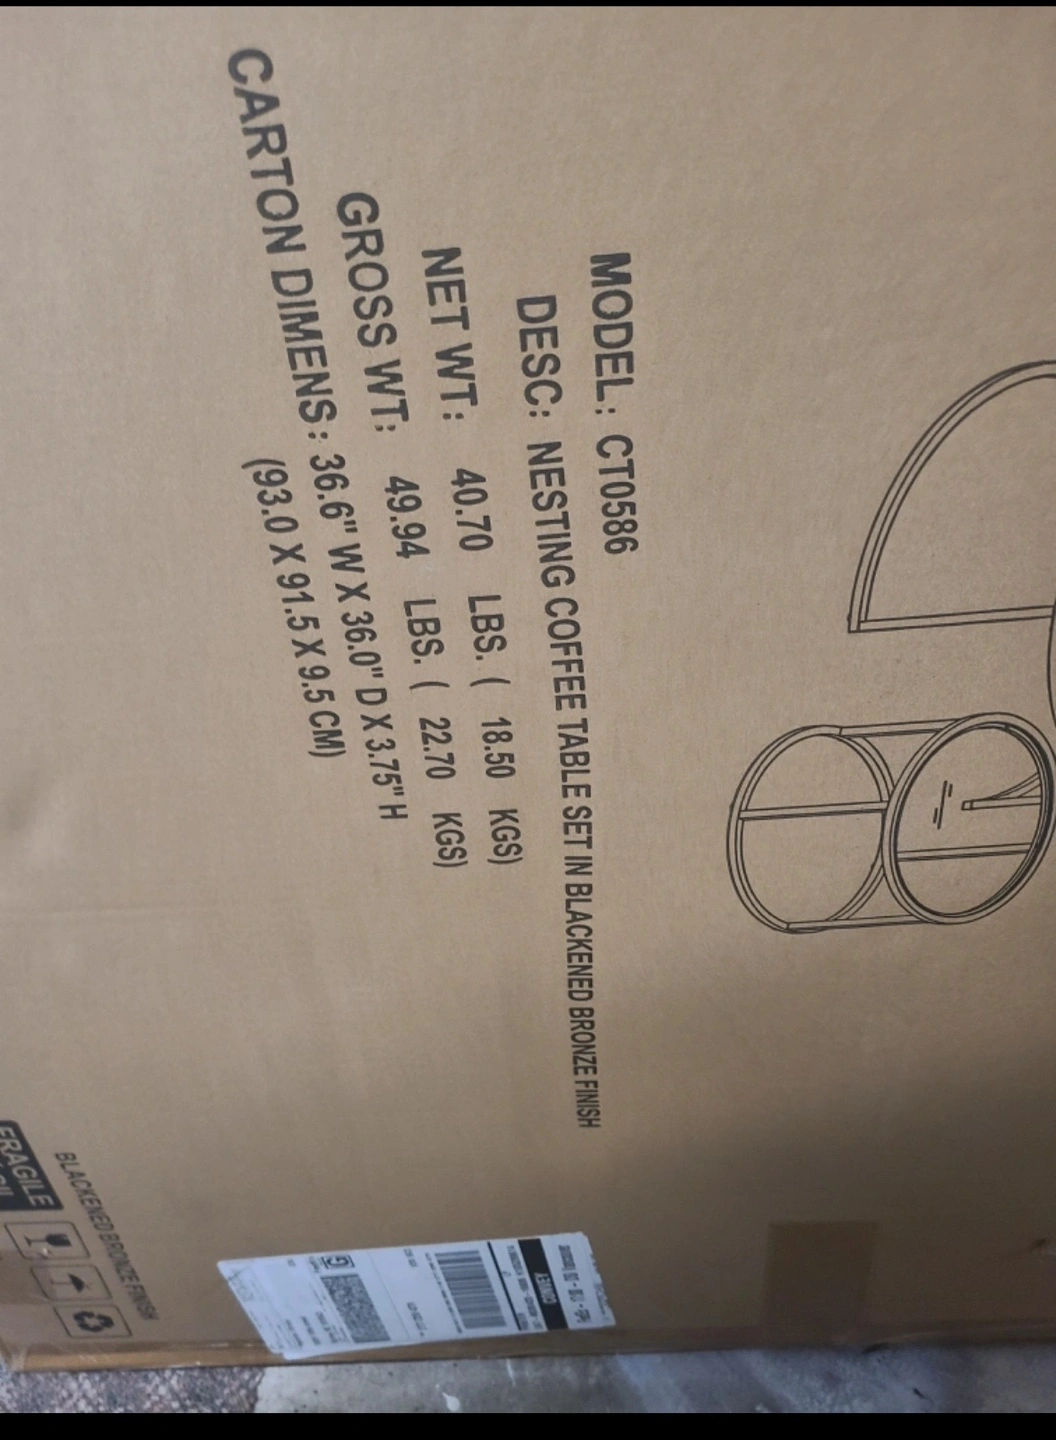 MODEL: CT0586
DESC: NESTING COFFEE TABLE SET IN BLACKENED BRONZE FINISH
NET WT: 40.70 LBS. ( 18.50 KGS)
GROSS WT: 49.94 LBS. ( 22.70 KGS)
CARTON DIMENS: 36.6" W X 36.0" D X 3.75" H
(93.0 X 91.5 X 9.5 CM)
BLACKENED BRONZE FINISH
FRAGILE